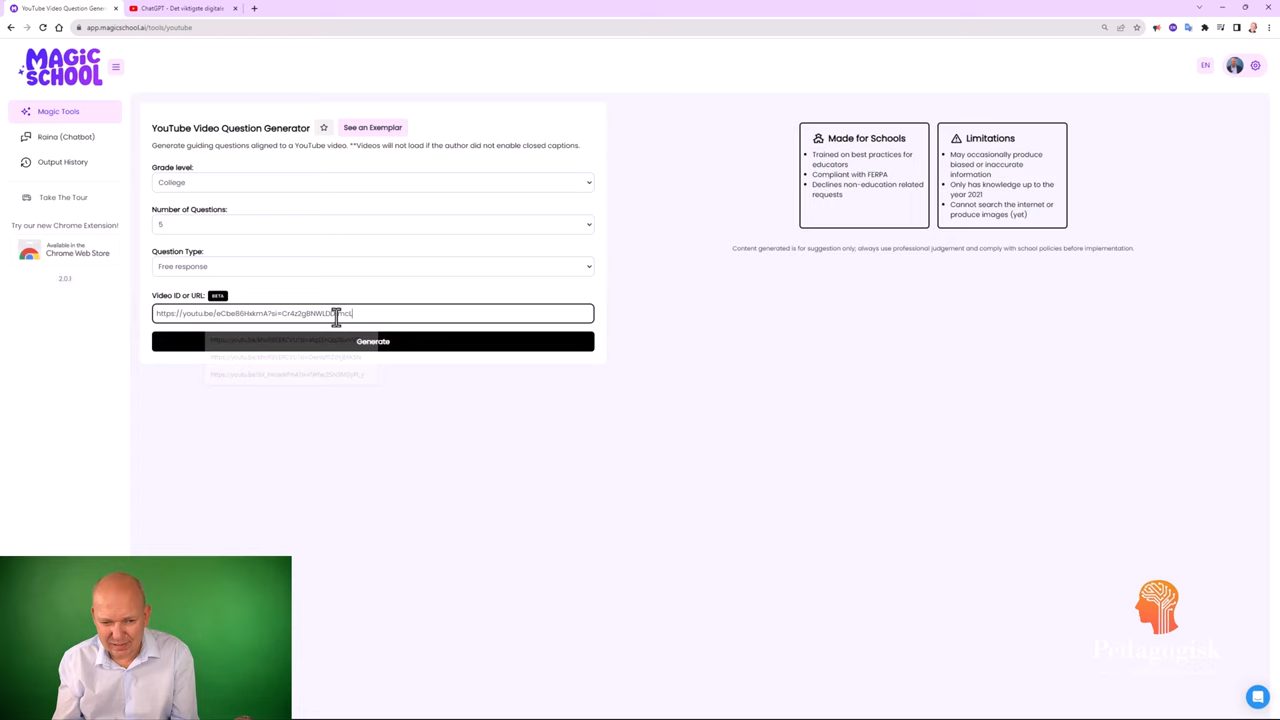 YouTube Video Question Gener
ChatGPT - Det viktigste digitale
app.magicschool.ai/tools/youtube
MAGIC
SCHOOL
EN
Magic Tools
Raina (Chatbot)
Output History
Take The Tour
Try our new Chrome Extension!
Available in the
Chrome Web Store
2.0.1
YouTube Video Question Generator
See an Exemplar
Generate guiding questions aligned to a YouTube video. **Videos will not load if the author did not enable closed captions.
Grade level:
College
Number of Questions:
5
Question Type:
Free response
Video ID or URL:
BETA
Generate
Made for Schools
Trained on best practices for
educators
Compliant with FERPA
Declines non-education related
requests
Limitations
May occasionally produce
biased or inaccurate
information
Only has knowledge up to the
year 2021
Cannot search the internet or
produce images (yet)
Content generated is for suggestion only, always use professional judgement and comply with school policies before implementation.
Pedagogisk